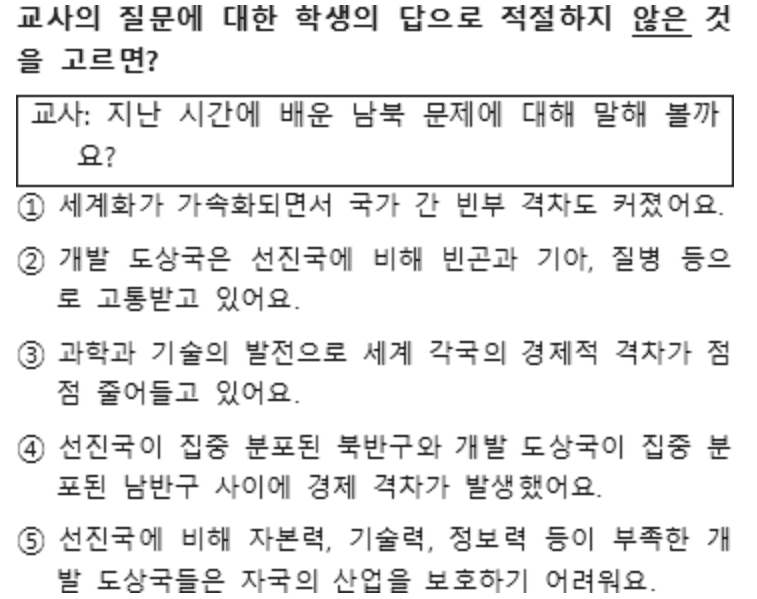 교사의 질문에 대한 학생의 답으로 적절하지 않은 것
을 고르면?
교사: 지난 시간에 배운 남북 문제에 대해 말해 볼까
요?
① 세계화가 가속화되면서 국가 간 빈부 격차도 커졌어요.
② 개발 도상국은 선진국에 비해 빈곤과 기아, 질병 등으
로 고통받고 있어요.
③ 과학과 기술의 발전으로 세계 각국의 경제적 격차가 점
점 줄어들고 있어요.
④ 선진국이 집중 분포된 북반구와 개발 도상국이 집중 분
포된 남반구 사이에 경제 격차가 발생했어요.
⑤ 선진국에 비해 자본력, 기술력, 정보력 등이 부족한 개
발 도상국들은 자국의 산업을 보호하기 어려워요.